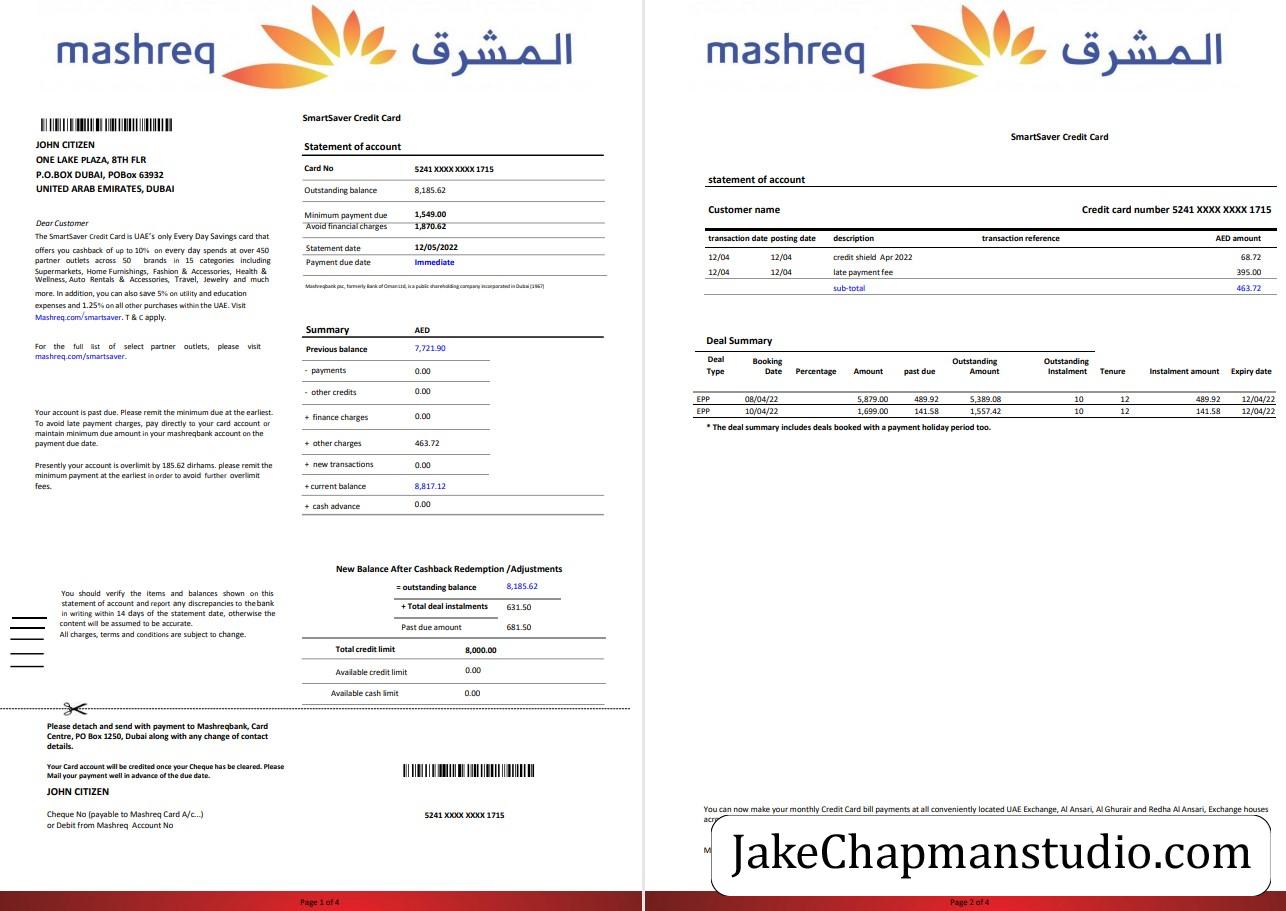 mashreq المشرق
SmartSaver Credit Card
JOHN CITIZEN
ONE LAKE PLAZA, 8TH FLR
P.O.BOX DUBAI, POBox 63932
UNITED ARAB EMIRATES, DUBAI
Dear Customer
The SmartSaver Credit Card is UAE's only Every Day Savings card that
offers you cashback of up to 10% on every day spends at over 450
partner outlets across 50 brands in 15 categories including
Supermarkets, Home Furnishings, Fashion & Accessories, Health &
Wellness, Auto Rentals & Accessories, Travel, Jewelry and much
more. In addition, you can also save 5% on utility and education
expenses and 1.25% on all other purchases within the UAE. Visit
Mashreq.com/smartsaver. T & C apply.
For the full list of select partner outlets, please visit
mashreq.com/smartsaver.
Your account is past due. Please remit the minimum due at the earliest.
To avoid late payment charges, pay directly to your card account or
maintain minimum due amount in your mashreqbank account on the
payment due date.
Presently your account is overlimit by 185.62 dirhams. please remit the
minimum payment at the earliest in order to avoid further overlimit
fees.
You should verify the items and balances shown on this
statement of account and report any discrepancies to the bank
in writing within 14 days of the statement date, otherwise the
content will be assumed to be accurate.
All charges, terms and conditions are subject to change.
Statement of account
Card No 5241 XXXX XXXX 1715
Outstanding balance 8,185.62
Minimum payment due 1,549.00
Avoid financial charges 1,870.62
Statement date 12/05/2022
Payment due date Immediate
Mashreqbank psc, formerly Bank of Oman Ltd, is a public shareholding company incorporated in Dubai (1967)
Summary AED
Previous balance 7,721.90
- payments 0.00
- other credits 0.00
+ finance charges 0.00
+ other charges 463.72
+ new transactions 0.00
+ current balance 8,817.12
+ cash advance 0.00
New Balance After Cashback Redemption /Adjustments
= outstanding balance 8,185.62
+ Total deal instalments 631.50
Past due amount 681.50
Total credit limit 8,000.00
Available credit limit 0.00
Available cash limit 0.00
Please detach and send with payment to Mashreqbank, Card
Centre, PO Box 1250, Dubai along with any change of contact
details.
Your Card account will be credited once your Cheque has be cleared. Please
Mail your payment well in advance of the due date.
JOHN CITIZEN
Cheque No (payable to Mashreq Card A/c...)
or Debit from Mashreq Account No
5241 XXXX XXXX 1715
Page 1 of 4
mashreq المشرق
SmartSaver Credit Card
statement of account
Customer name Credit card number 5241 XXXX XXXX 1715
transaction date posting date description transaction reference AED amount
12/04 12/04 credit shield Apr 2022 68.72
12/04 12/04 late payment fee 395.00
sub-total 463.72
Deal Summary
Deal Type Booking Date Percentage Amount past due Outstanding Amount Outstanding Instalment Tenure Instalment amount Expiry date
EPP 08/04/22 5,879.00 489.92 5,389.08 10 12 489.92 12/04/22
EPP 10/04/22 1,699.00 141.58 1,557.42 10 12 141.58 12/04/22
* The deal summary includes deals booked with a payment holiday period too.
You can now make your monthly Credit Card bill payments at all conveniently located UAE Exchange, Al Ansari, Al Ghurair and Redha Al Ansari, Exchange houses
JakeChapmanstudio.com
Page 2 of 4